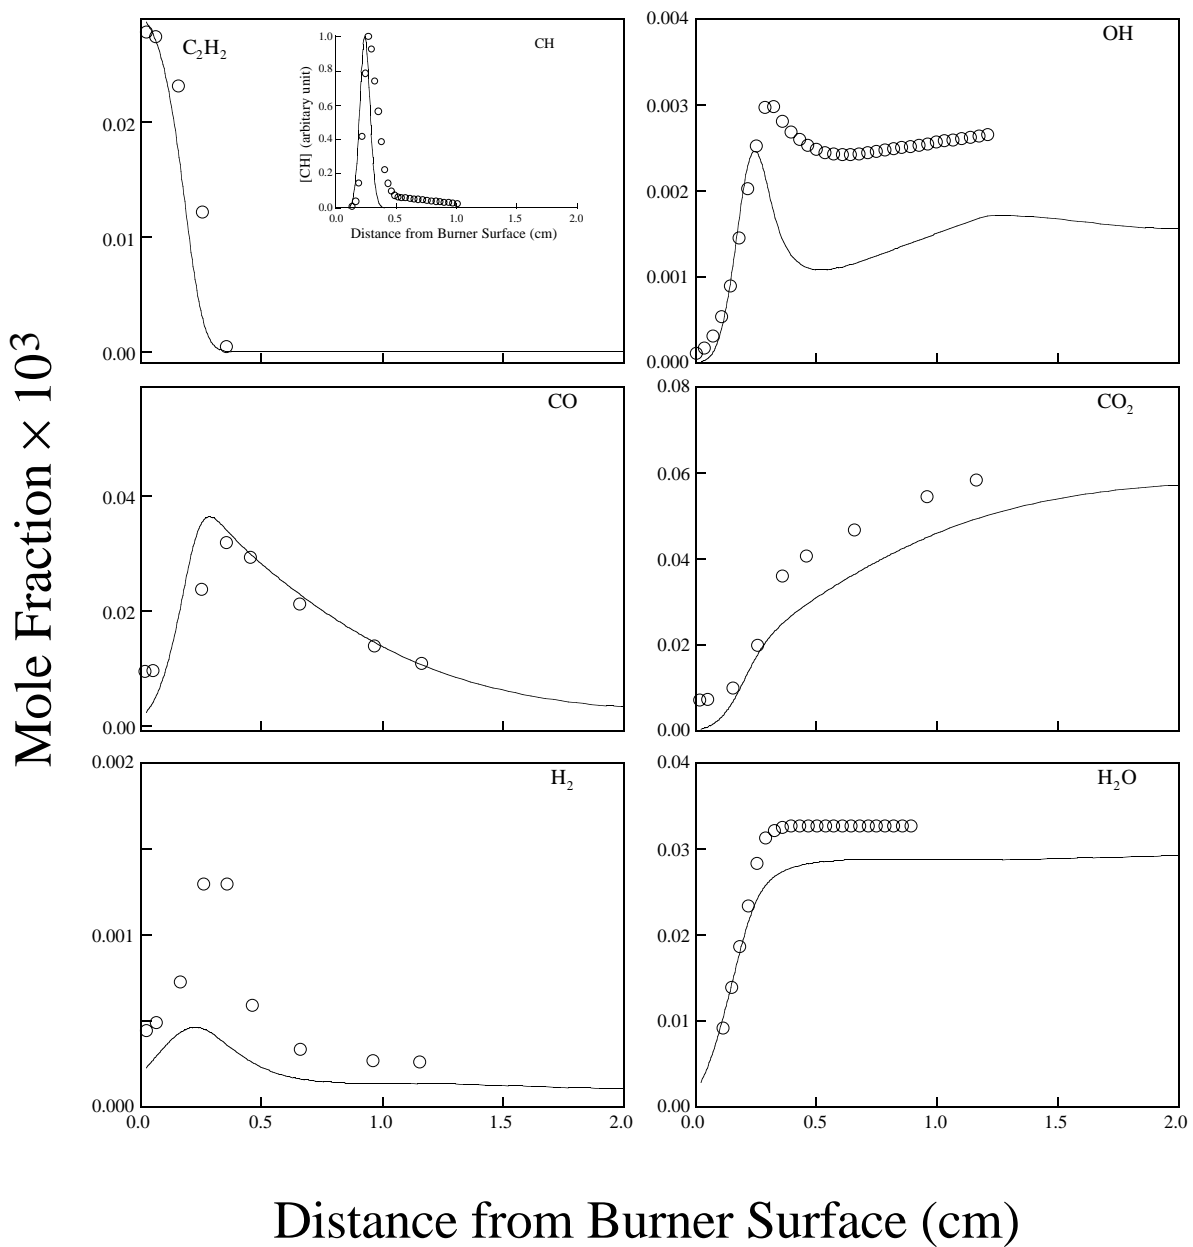 Mole Fraction × 10³
C₂H₂
0.02
0.01
0.00
CH
[CH] (arbitary unit)
1.0
0.8
0.6
0.4
0.2
0.0
0.0 0.5 1.0 1.5 2.0
Distance from Burner Surface (cm)
OH
0.004
0.003
0.002
0.001
0.000
CO
0.04
0.02
0.00
CO₂
0.08
0.06
0.04
0.02
0.00
H₂
0.002
0.001
0.000
0.0 0.5 1.0 1.5 2.0
H₂O
0.04
0.03
0.02
0.01
0.00
0.0 0.5 1.0 1.5 2.0
Distance from Burner Surface (cm)